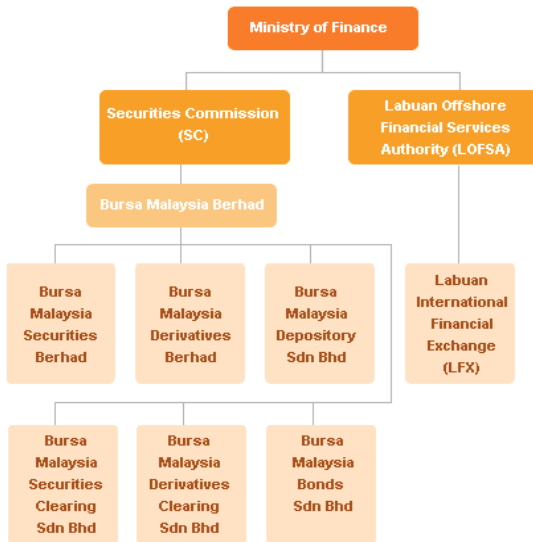 Ministry of Finance
Securities Commission
(SC)
Labuan Offshore
Financial Services
Authority (LOFSA)
Bursa Malaysia Berhad
Bursa
Malaysia
Securities
Berhad
Bursa
Malaysia
Derivatives
Berhad
Bursa
Malaysia
Depository
Sdn Bhd
Labuan
International
Financial
Exchange
(LFX)
Bursa
Malaysia
Securities
Clearing
Sdn Bhd
Bursa
Malaysia
Derivatives
Clearing
Sdn Bhd
Bursa
Malaysia
Bonds
Sdn Bhd